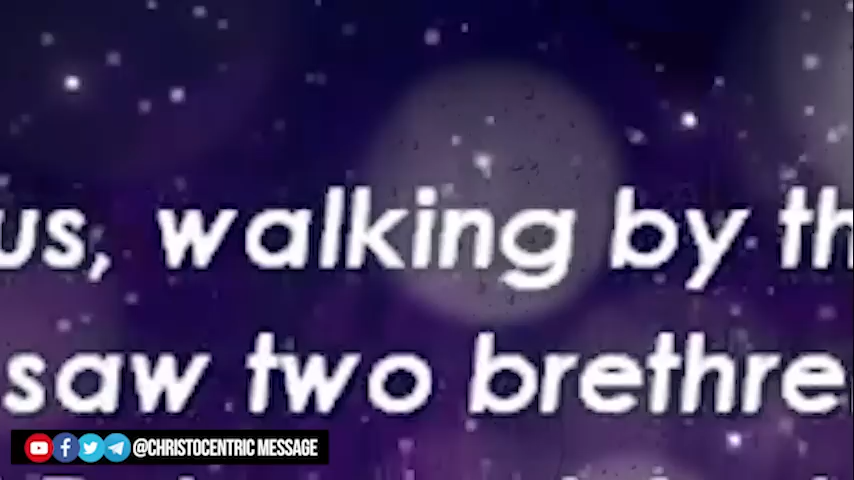 us, walking by th
saw two brethre
@CHRISTOCENTRIC MESSAGE